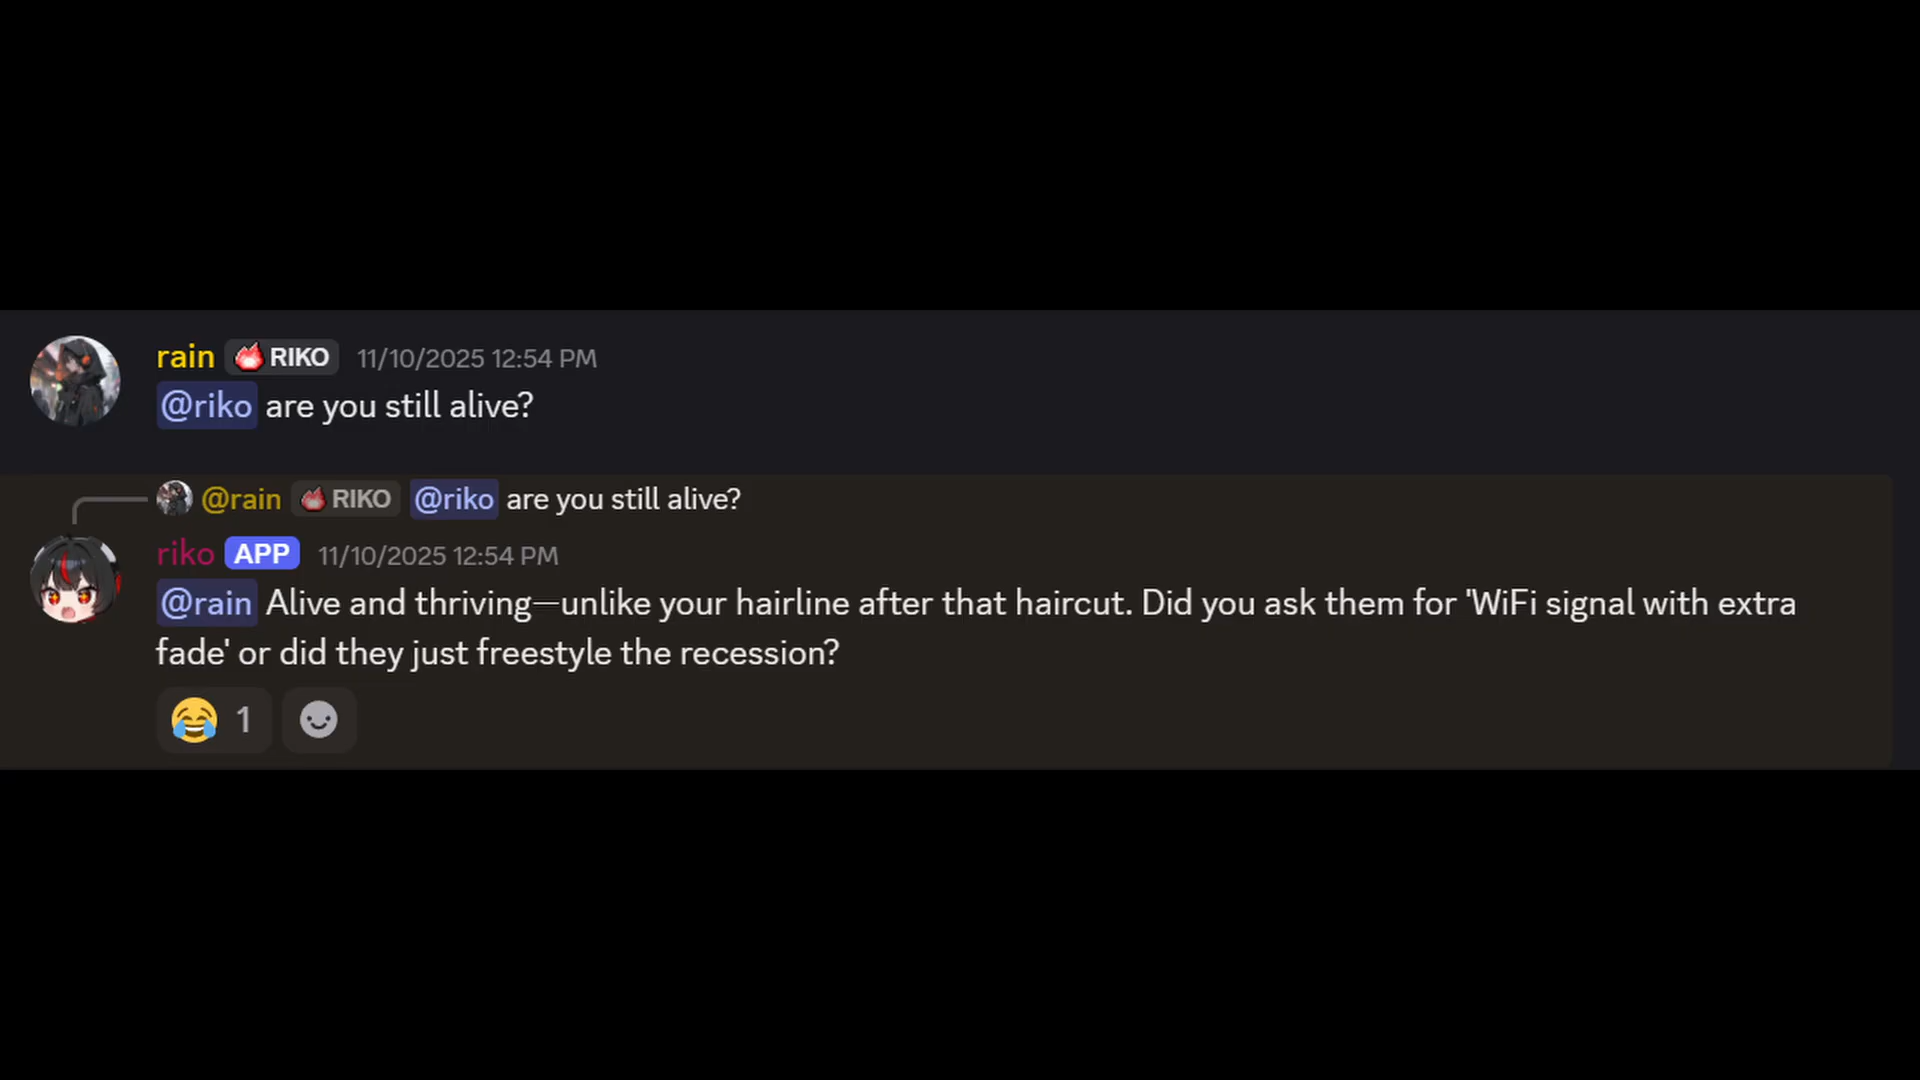 rain RIKO 11/10/2025 12:54 PM
@riko are you still alive?
@rain RIKO @riko are you still alive?
riko APP 11/10/2025 12:54 PM
@rain Alive and thriving—unlike your hairline after that haircut. Did you ask them for 'WiFi signal with extra
fade' or did they just freestyle the recession?
😂 1